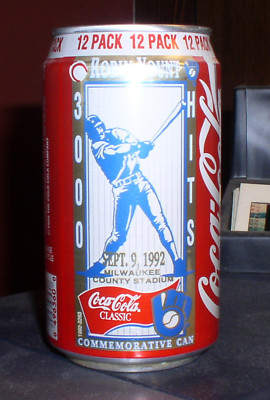 12 PACK 12 PACK 12 PACK
ROBIN YOUNT
3000
HITS
SEPT. 9, 1992
MILWAUKEE
COUNTY STADIUM
Coca-Cola
CLASSIC
COMMEMORATIVE CAN
Coca-Cola